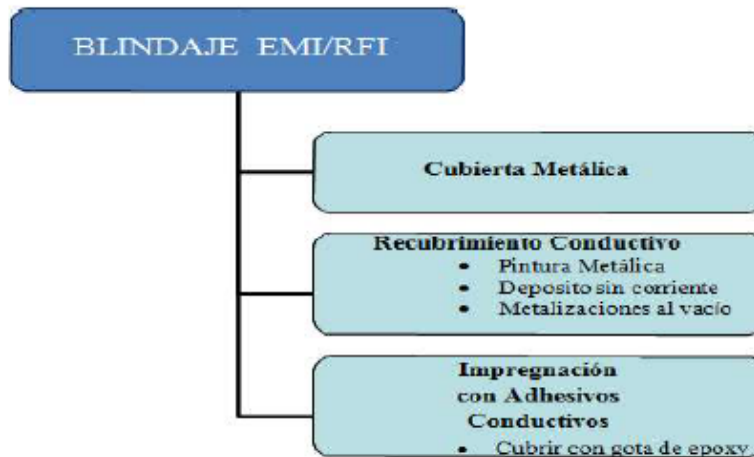 BLINDAJE EMI/RFI
Cubierta Metálica
Recubrimiento Conductivo
• Pintura Metálica
• Deposito sin corriente
• Metalizaciones al vacío
Impregnación
con Adhesivos
Conductivos
• Cubrir con gota de epoxy